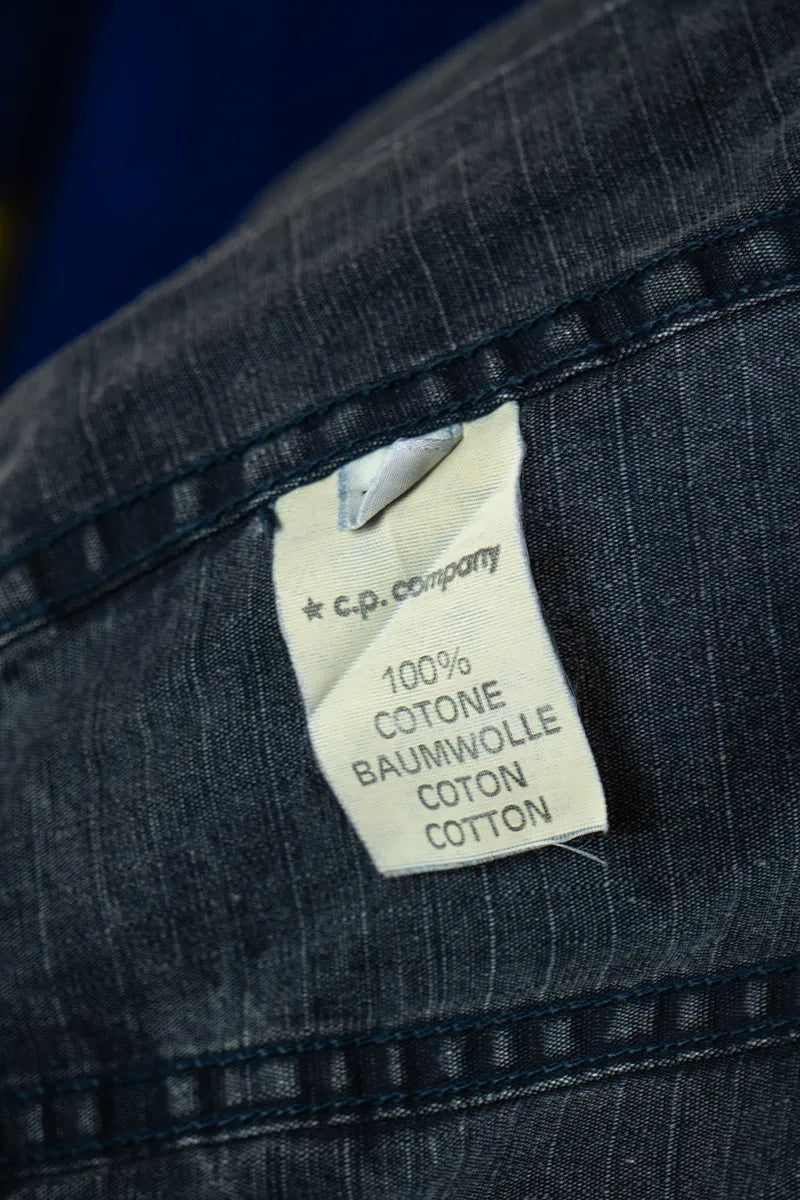 ★ c.p. company
100%
COTONE
BAUMWOLLE
COTON
COTTON